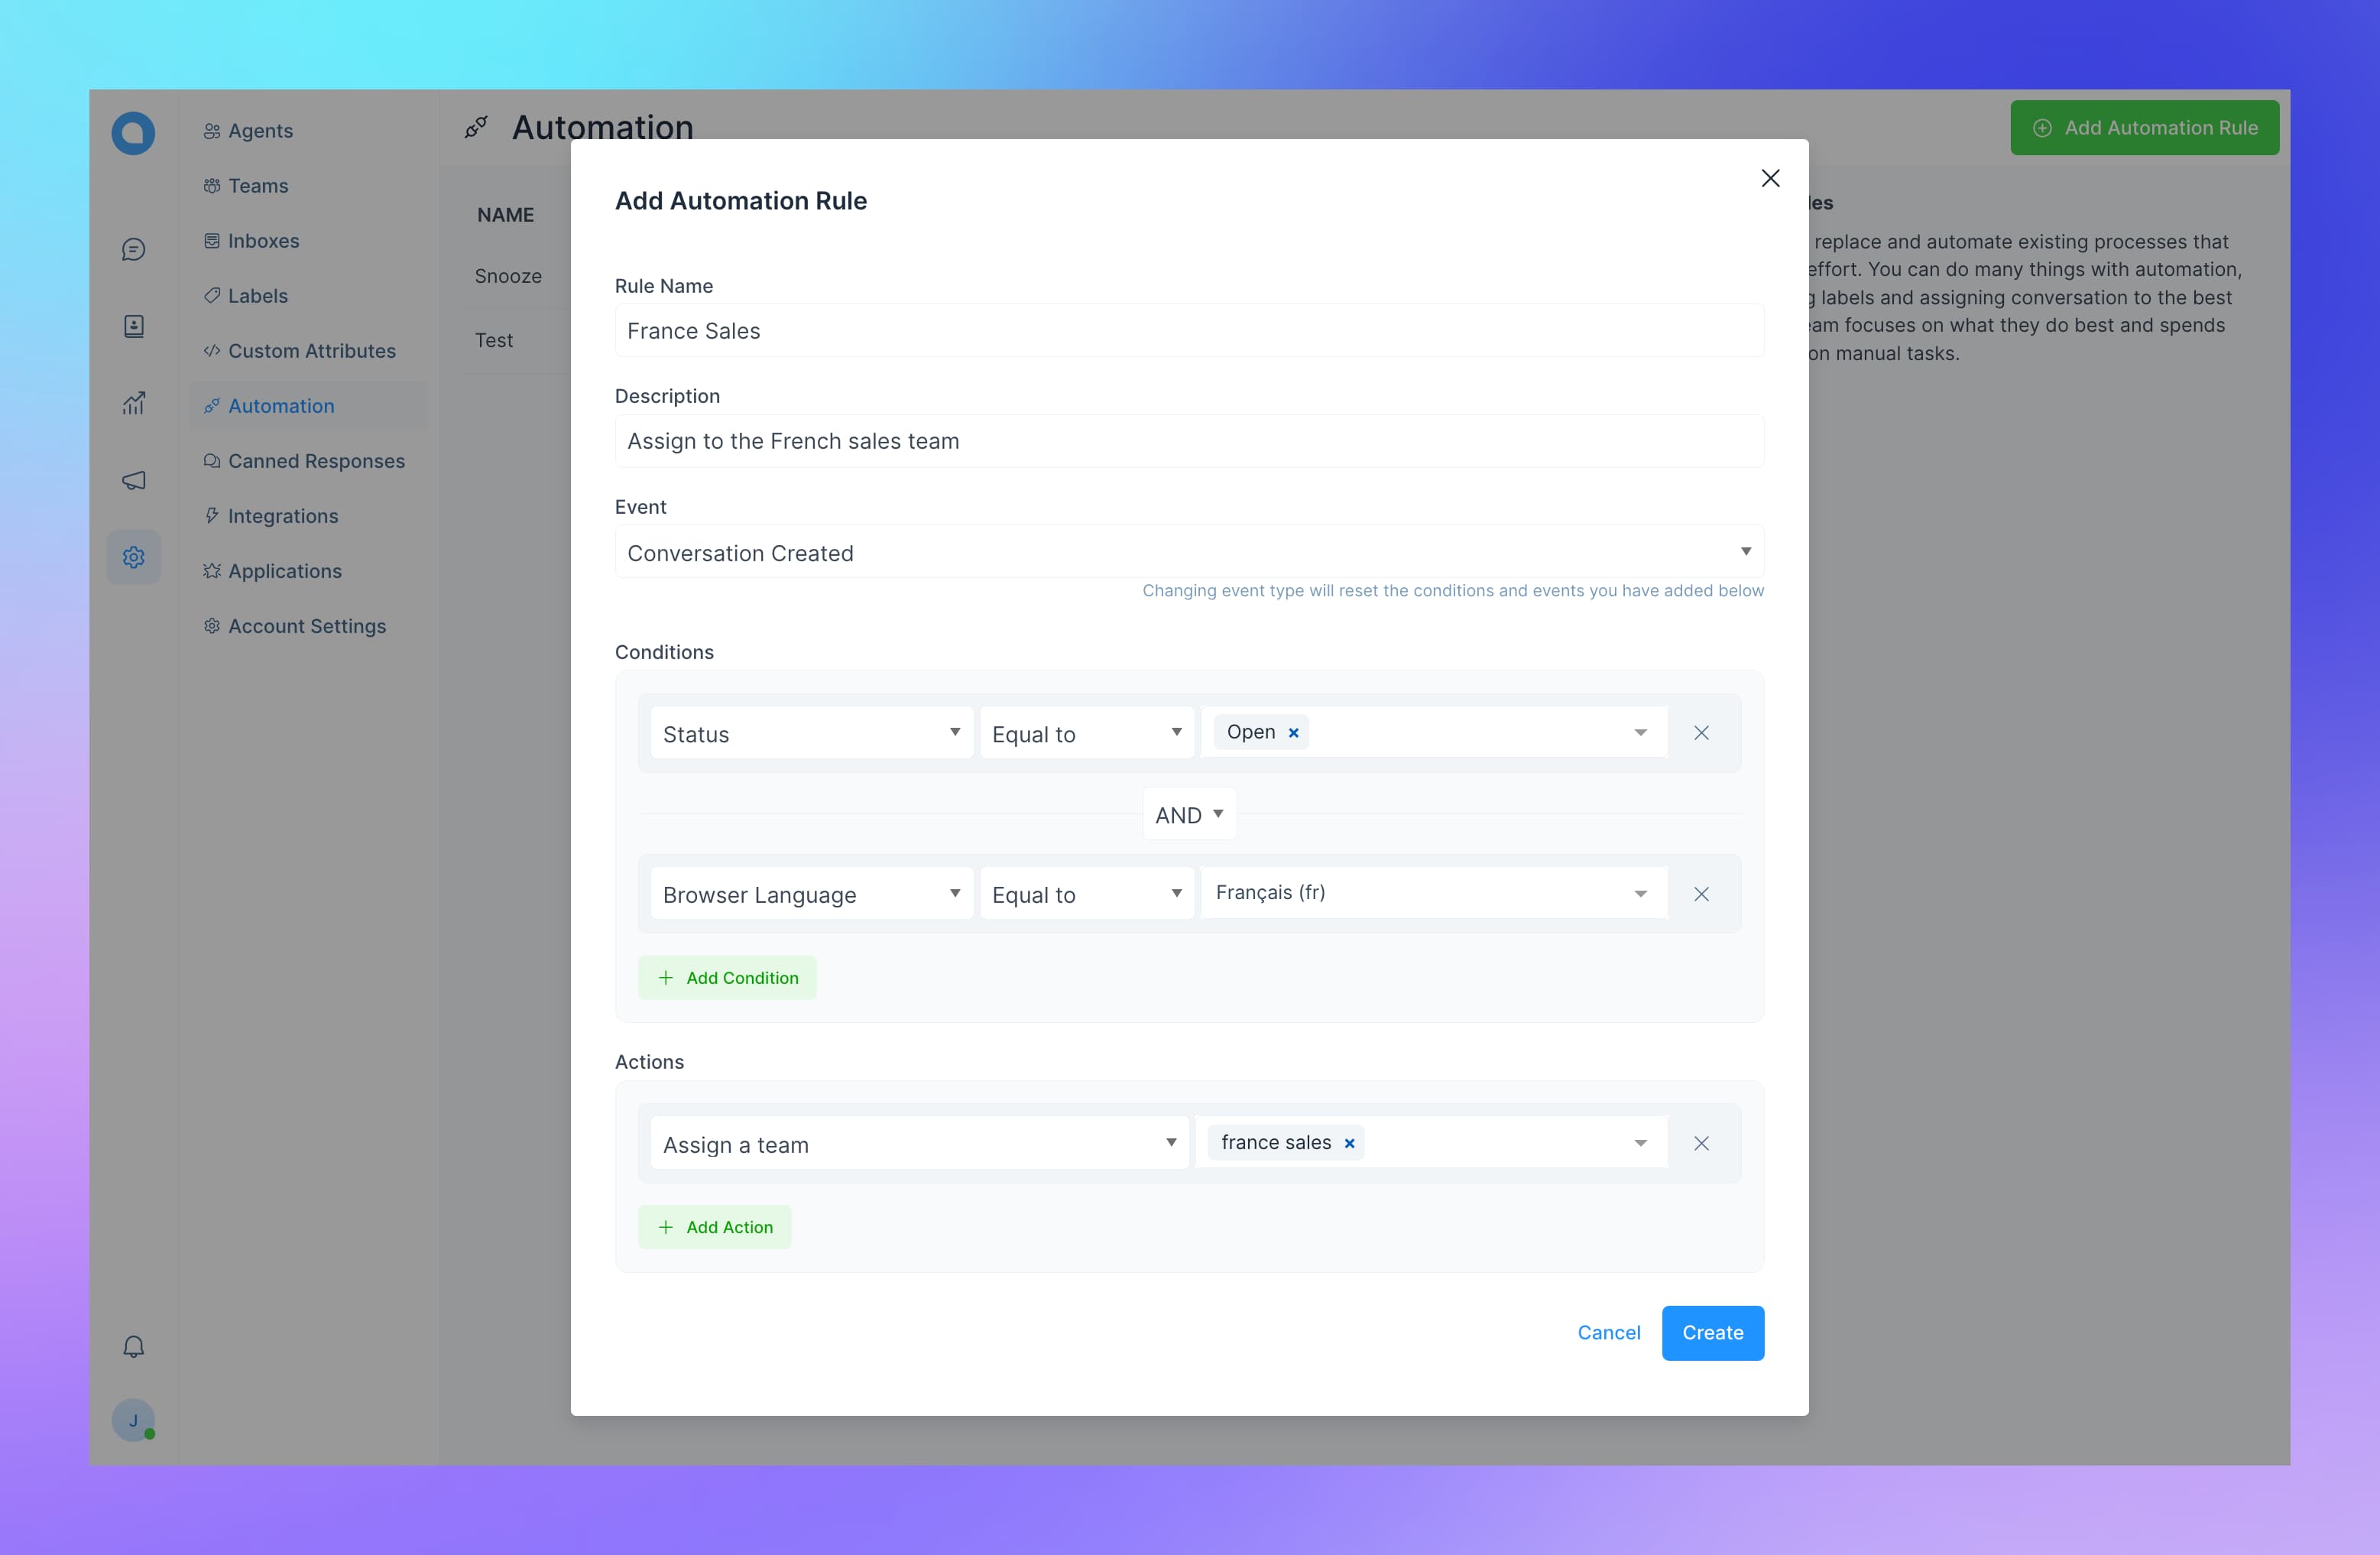 Agents
Teams
Inboxes
Labels
Custom Attributes
Automation
Canned Responses
Integrations
Applications
Account Settings
J
Automation
Add Automation Rule
NAME
Snooze
Test
les
replace and automate existing processes that
effort. You can do many things with automation,
labels and assigning conversation to the best
am focuses on what they do best and spends
on manual tasks.
Add Automation Rule
Rule Name
France Sales
Description
Assign to the French sales team
Event
Conversation Created
Changing event type will reset the conditions and events you have added below
Conditions
Status Equal to Open
AND
Browser Language Equal to Français (fr)
Add Condition
Actions
Assign a team france sales
Add Action
Cancel Create